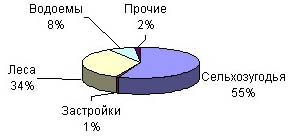 Водоемы
8%
Прочие
2%
Леса
34%
Сельхозугодья
55%
Застройки
1%